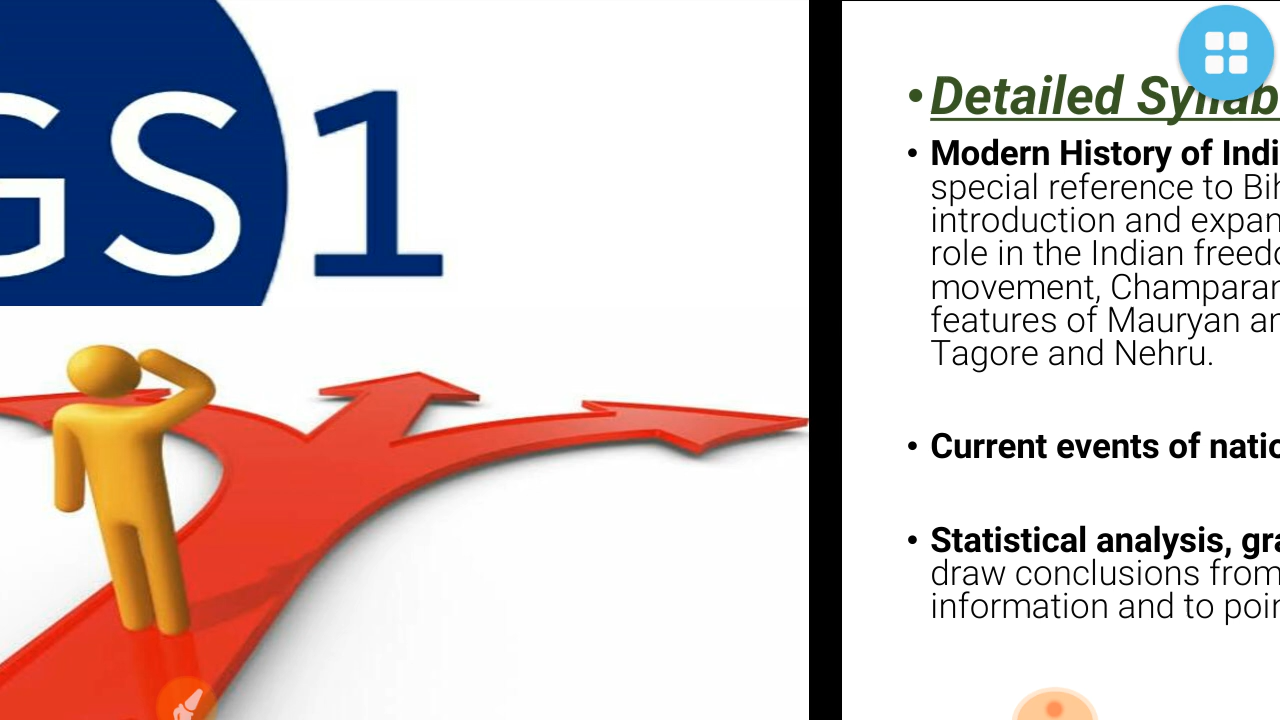 GS1
•Detailed Syllab
• Modern History of Indi
special reference to Bih
introduction and expan
role in the Indian freedo
movement, Champaran
features of Mauryan an
Tagore and Nehru.
• Current events of natio
• Statistical analysis, gra
draw conclusions from
information and to poin